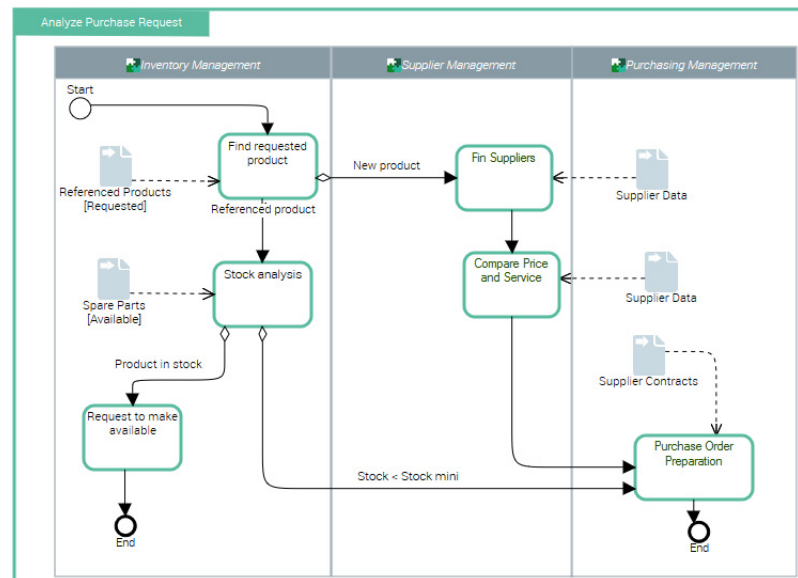 Analyze Purchase Request
Inventory Management
Supplier Management
Purchasing Management
Start
Find requested
product
New product
Fin Suppliers
Supplier Data
Referenced Products
[Requested]
Referenced product
Stock analysis
Compare Price
and Service
Supplier Data
Spare Parts
[Available]
Product in stock
Supplier Contracts
Request to make
available
Purchase Order
Preparation
Stock < Stock mini
End
End